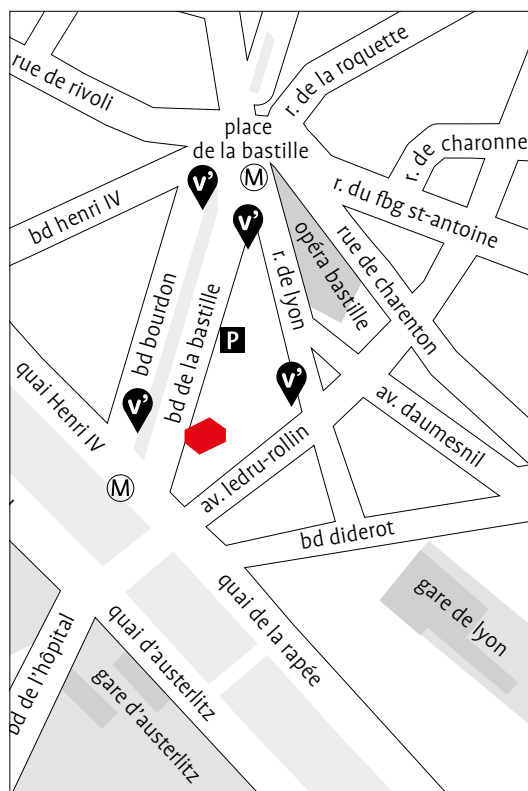 rue de rivoli
r. de la roquette
place
de la bastille
M
r. de charonne
v'
bd henri IV
v'
r. du fbg st-antoine
opéra bastille
rue de charenton
r. de lyon
bd bourdon
bd de la bastille
P
quai Henri IV
v'
v'
av. daumesnil
M
av. ledru-rollin
bd diderot
gare de lyon
quai de la rapée
quai d'austerlitz
bd de l'hôpital
gare d'austerlitz